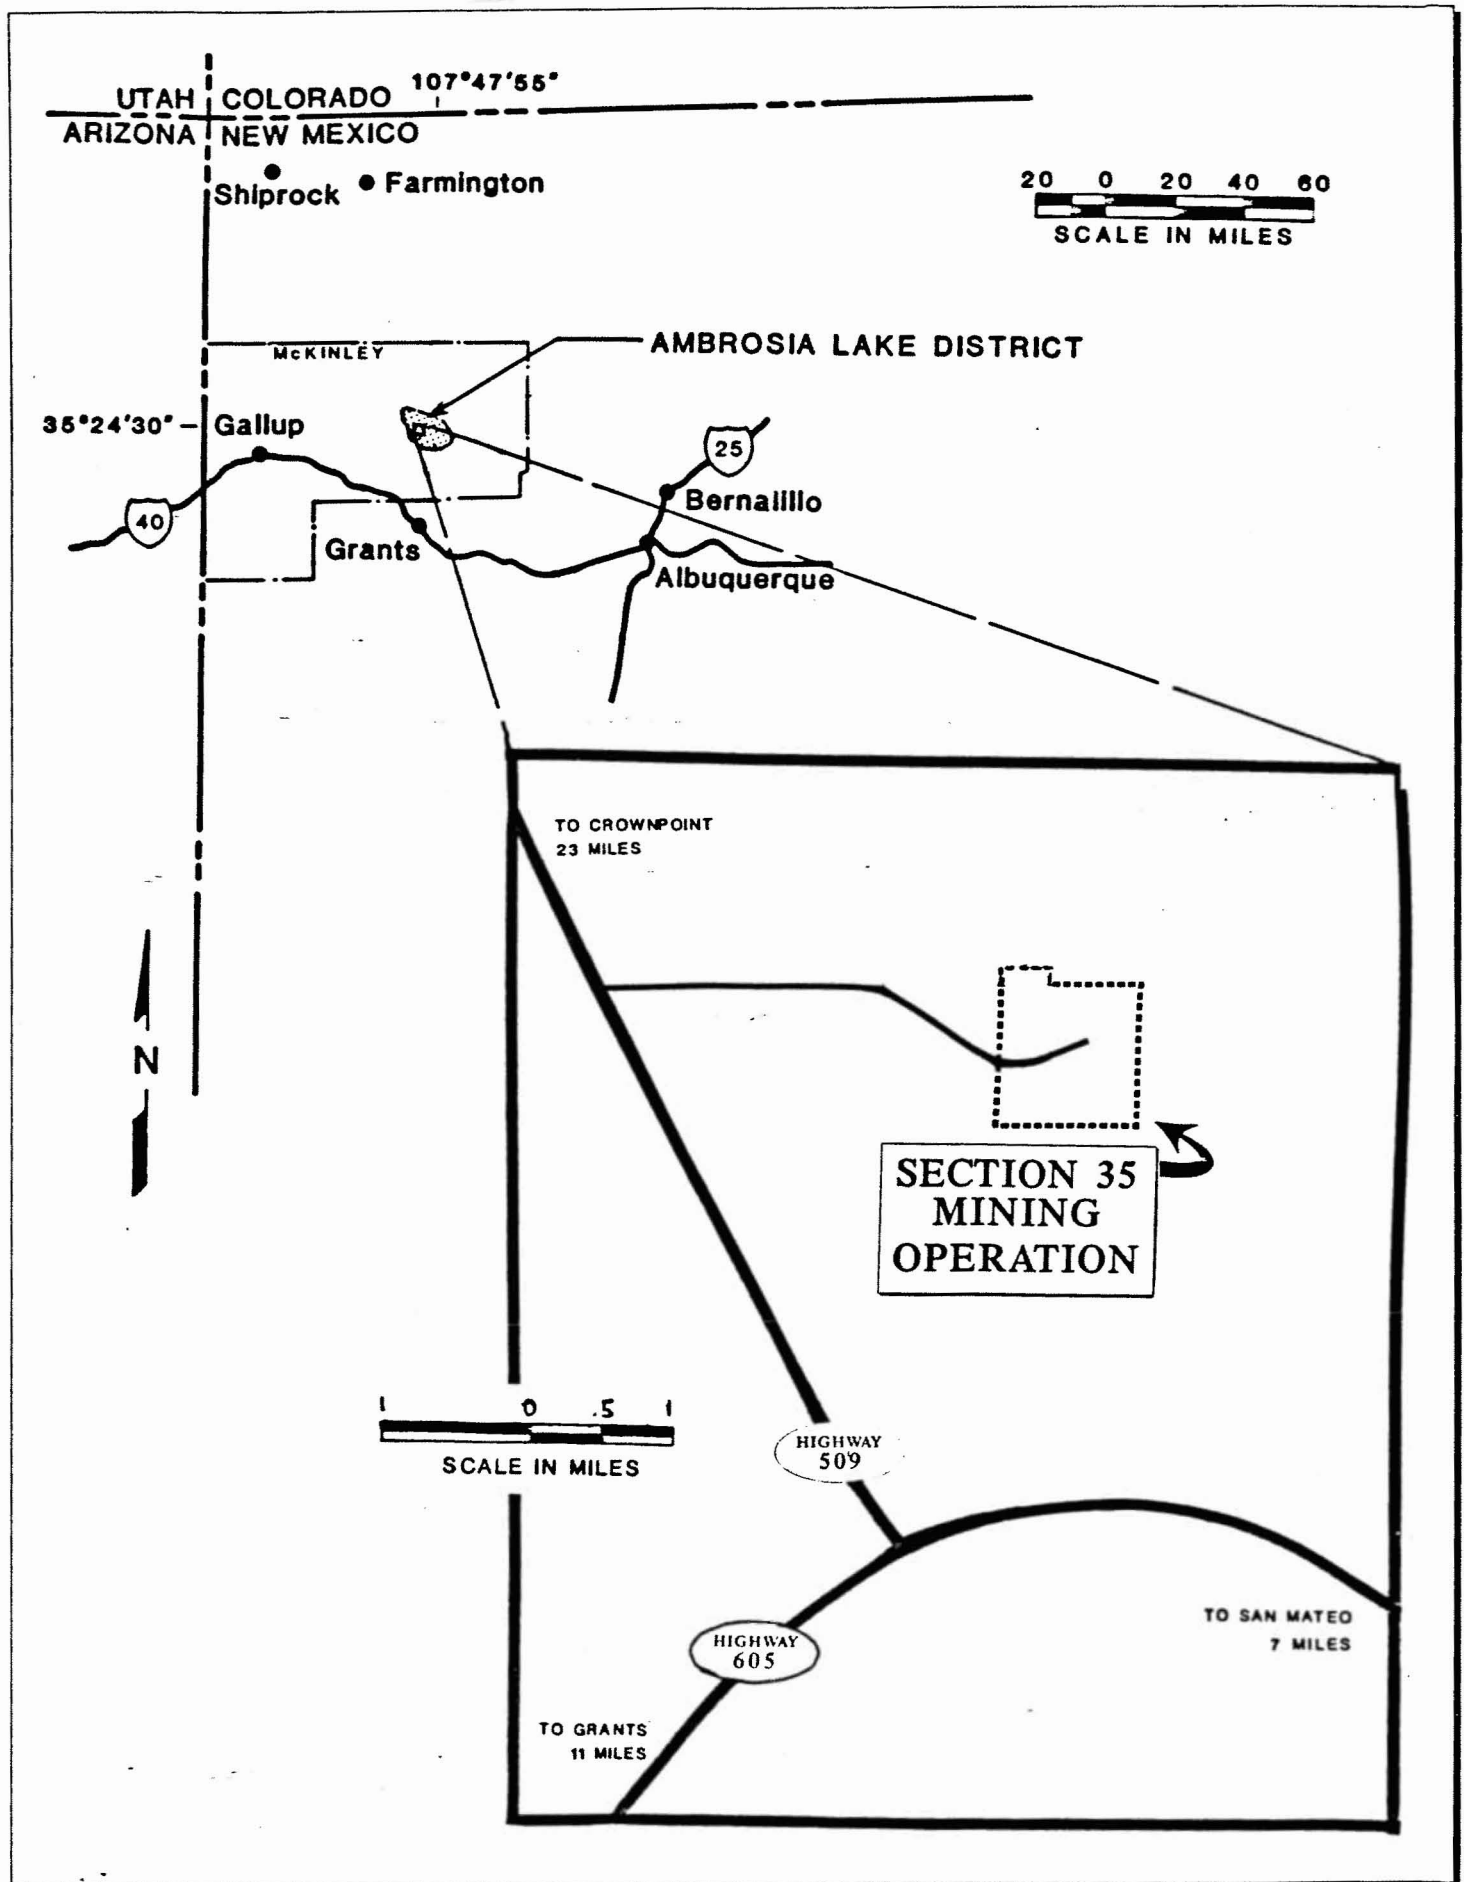 107°47'55"
UTAH COLORADO
ARIZONA NEW MEXICO
Shiprock
Farmington
20 0 20 40 60
SCALE IN MILES
McKINLEY
AMBROSIA LAKE DISTRICT
35°24'30"
Gallup
25
40
Bernalillo
Grants
Albuquerque
TO CROWNPOINT
23 MILES
N
SECTION 35
MINING
OPERATION
1 0 .5 1
SCALE IN MILES
HIGHWAY
509
HIGHWAY
605
TO SAN MATEO
7 MILES
TO GRANTS
11 MILES